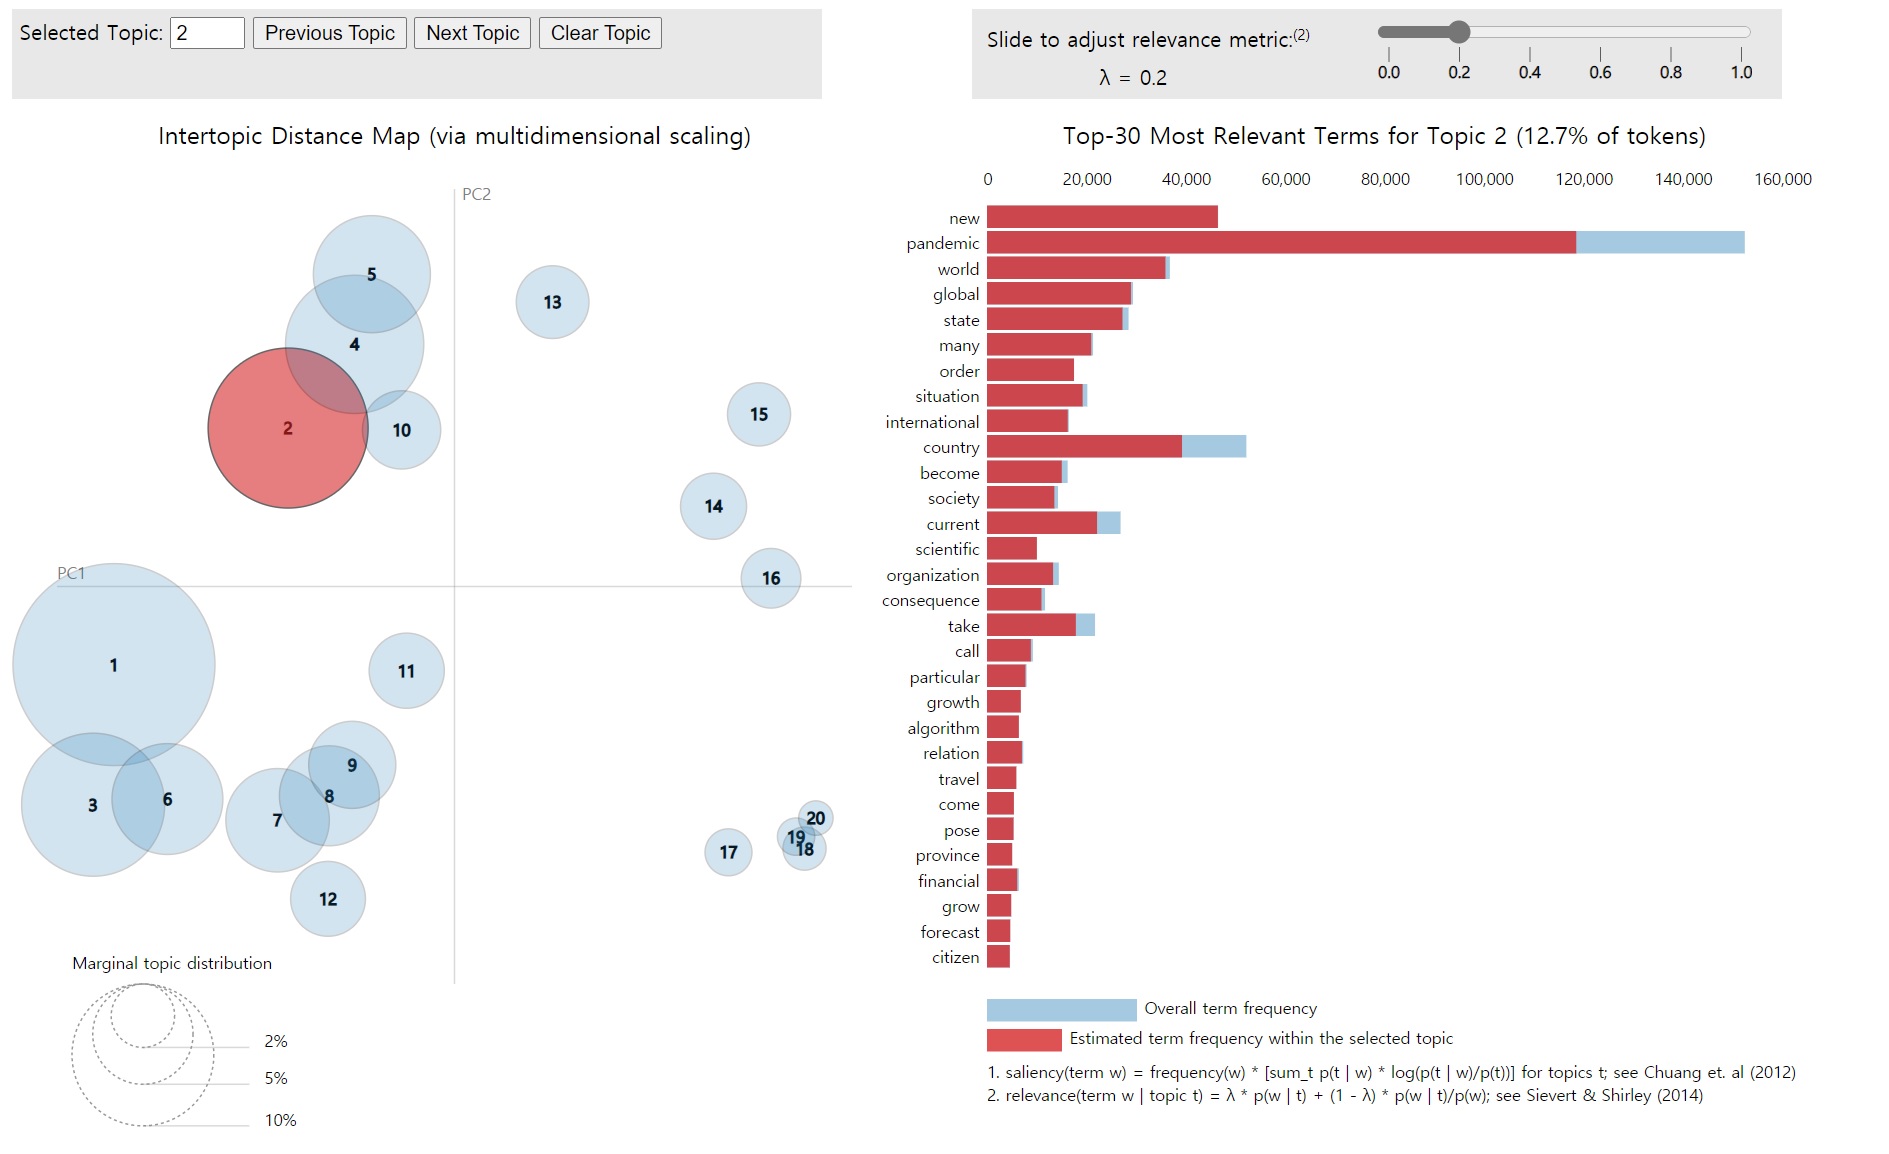 Selected Topic: 2 Previous Topic Next Topic Clear Topic
Slide to adjust relevance metric:(2)
λ = 0.2
0.0 0.2 0.4 0.6 0.8 1.0
Intertopic Distance Map (via multidimensional scaling)
PC2
PC1
5
13
4
15
2
10
14
16
1
11
9
8
3
6
7
20
19
18
17
12
Marginal topic distribution
2%
5%
10%
Top-30 Most Relevant Terms for Topic 2 (12.7% of tokens)
0 20,000 40,000 60,000 80,000 100,000 120,000 140,000 160,000
new
pandemic
world
global
state
many
order
situation
international
country
become
society
current
scientific
organization
consequence
take
call
particular
growth
algorithm
relation
travel
come
pose
province
financial
grow
forecast
citizen
Overall term frequency
Estimated term frequency within the selected topic
1. saliency(term w) = frequency(w) * [sum_t p(t | w) * log(p(t | w)/p(t))] for topics t; see Chuang et. al (2012)
2. relevance(term w | topic t) = λ * p(w | t) + (1 - λ) * p(w | t)/p(w); see Sievert & Shirley (2014)